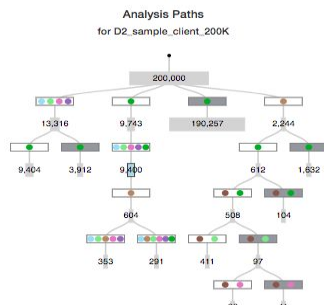 Analysis Paths
for D2_sample_client_200K
200,000
13,316 9,743 190,257 2,244
9,404 3,912 9,400 612 1,632
604 508 104
353 291 411 97